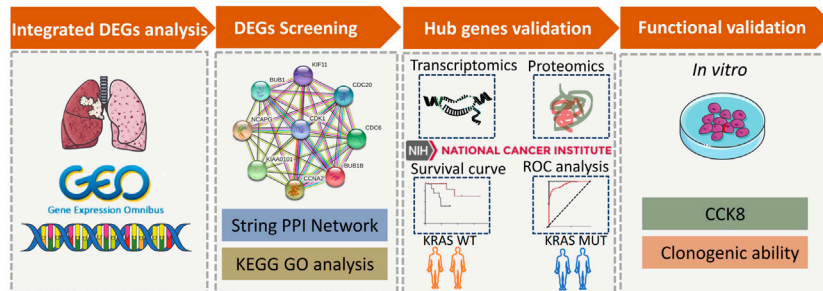 Integrated DEGs analysis
DEGs Screening
Hub genes validation
Functional validation
GEO
Gene Expression Omnibus
KIF11
BUB1
CDC20
NCAPG
CDK1
CDC6
KIAA0101
BUB1B
CCNA2
String PPI Network
KEGG GO analysis
Transcriptomics
Proteomics
NIH NATIONAL CANCER INSTITUTE
Survival curve
ROC analysis
KRAS WT
KRAS MUT
In vitro
CCK8
Clonogenic ability